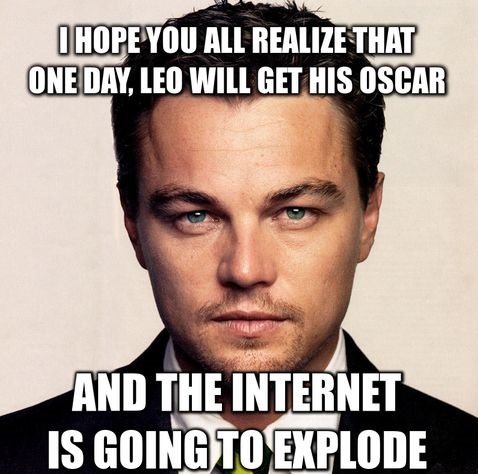 I HOPE YOU ALL REALIZE THAT
ONE DAY, LEO WILL GET HIS OSCAR
AND THE INTERNET
IS GOING TO EXPLODE